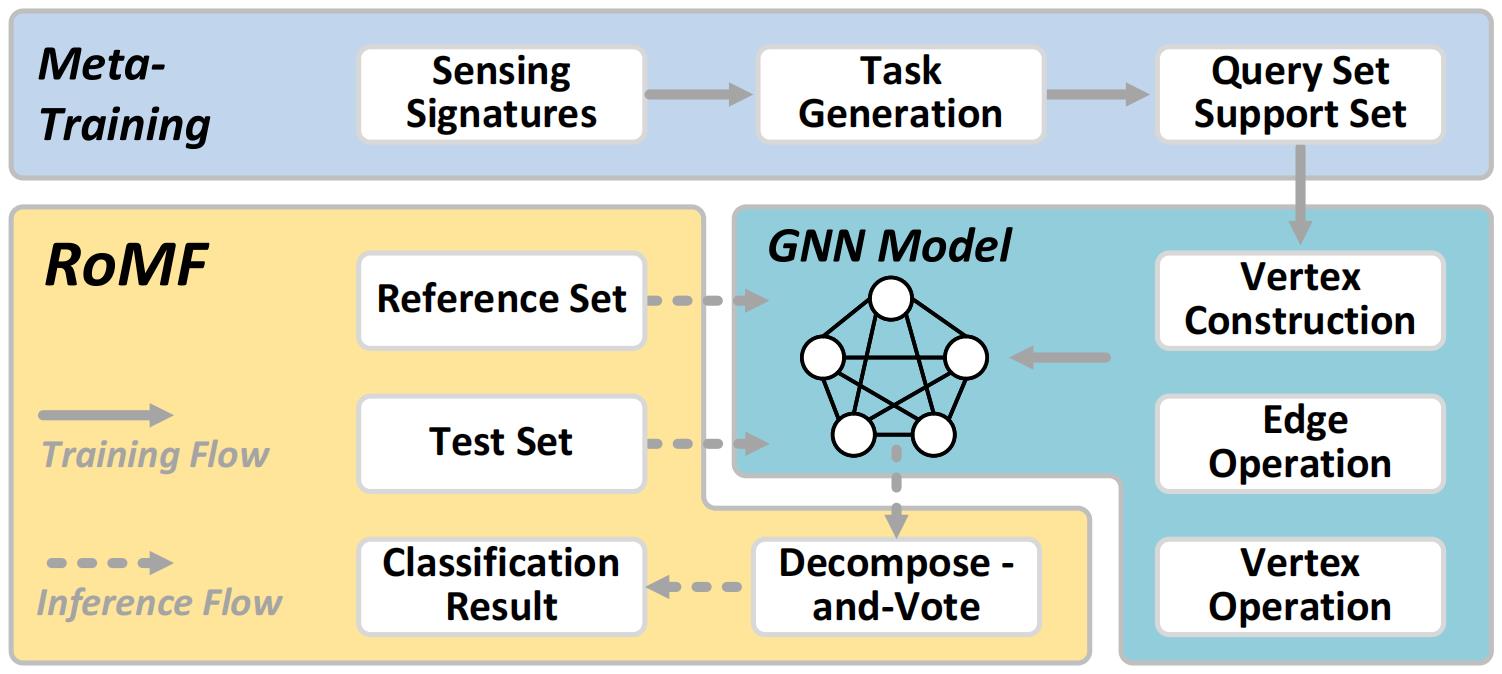 Meta-
Training
Sensing
Signatures
Task
Generation
Query Set
Support Set
RoMF
Reference Set
Test Set
Training Flow
Inference Flow
Classification
Result
Decompose -
and-Vote
GNN Model
Vertex
Construction
Edge
Operation
Vertex
Operation